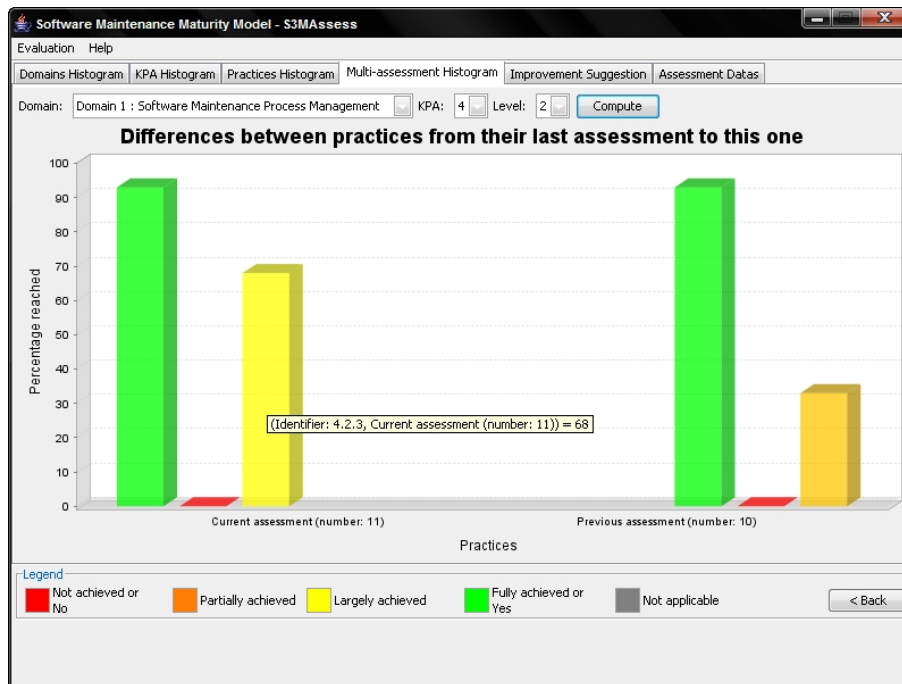 Software Maintenance Maturity Model - S3MAssess
Evaluation Help
Domains Histogram KPA Histogram Practices Histogram Multi-assessment Histogram Improvement Suggestion Assessment Datas
Domain: Domain 1 : Software Maintenance Process Management KPA: 4 Level: 2 Compute
Differences between practices from their last assessment to this one
100
90
80
70
60
50
40
30
20
10
0
Percentage reached
(Identifier: 4.2.3, Current assessment (number: 11)) = 68
Current assessment (number: 11) Previous assessment (number: 10)
Practices
Legend
Not achieved or
No
Partially achieved
Largely achieved
Fully achieved or
Yes
Not applicable
< Back